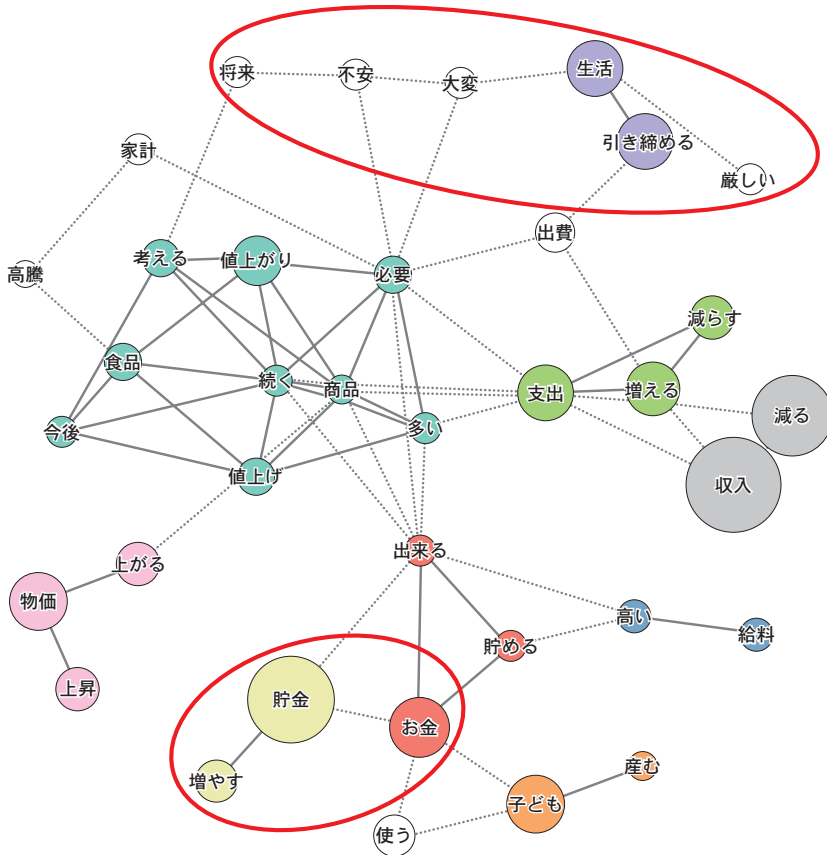 生活
将来
不安
大変
引き締める
家計
厳しい
出費
考える
値上がり
必要
高騰
減らす
食品
続く
商品
支出
増える
減る
今後
多い
値上げ
収入
出来る
上がる
物価
高い
給料
貯める
上昇
貯金
お金
増やす
産む
子ども
使う